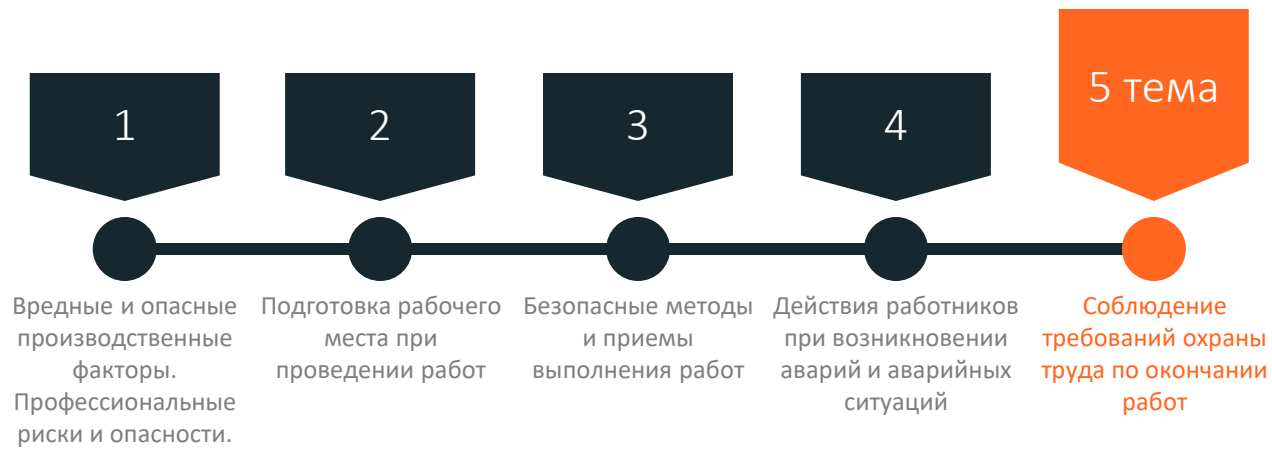 1
2
3
4
5 тема
Вредные и опасные
производственные
факторы.
Профессиональные
риски и опасности.
Подготовка рабочего
места при
проведении работ
Безопасные методы
и приемы
выполнения работ
Действия работников
при возникновении
аварий и аварийных
ситуаций
Соблюдение
требований охраны
труда по окончании
работ